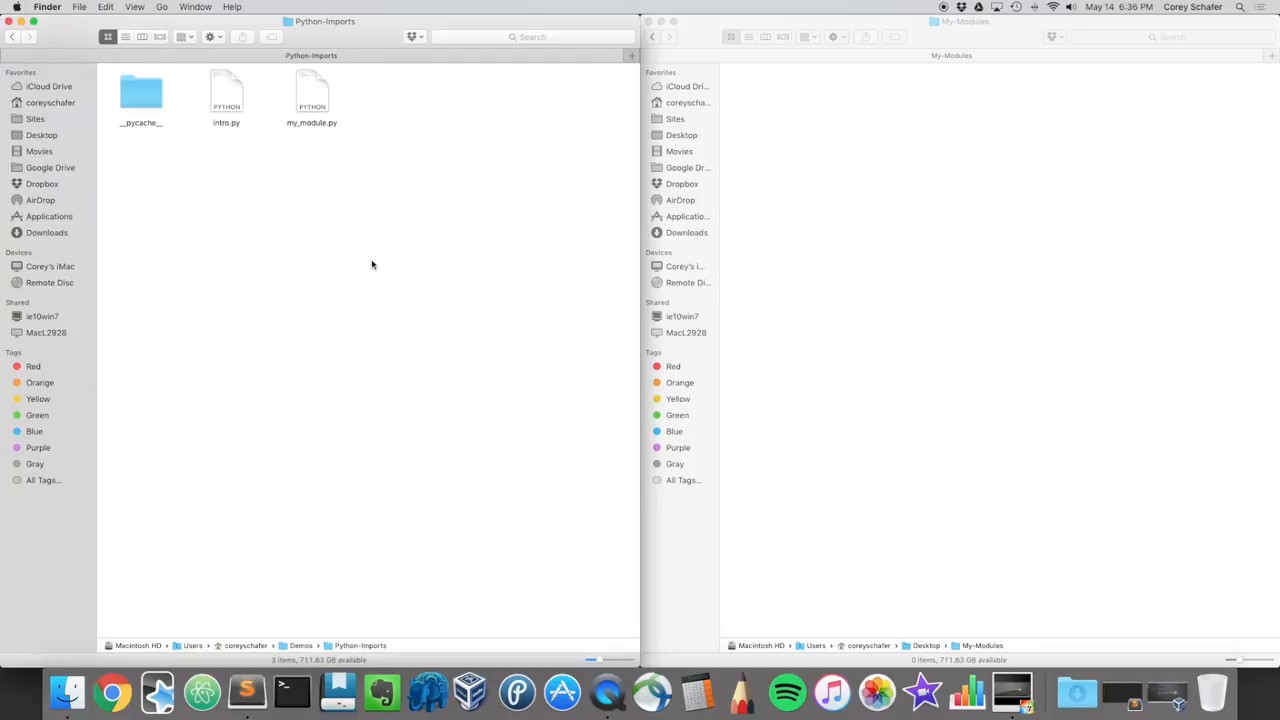 Finder File Edit View Go Window Help
May 14 6:36 PM Corey Schafer
Python-Imports
Search
Python-Imports
Favorites
iCloud Drive
coreyschafer
Sites
Desktop
Movies
Google Drive
Dropbox
AirDrop
Applications
Downloads
Devices
Corey's iMac
Remote Disc
Shared
ie10win7
MacL2928
Tags
Red
Orange
Yellow
Green
Blue
Purple
Gray
All Tags...
PYTHON
PYTHON
__pycache__
intro.py
my_module.py
Macintosh HD Users coreyschafer Demos Python-Imports
3 items, 711.63 GB available
My-Modules
Search
My-Modules
Favorites
iCloud Dri...
coreyscha...
Sites
Desktop
Movies
Google Dr...
Dropbox
AirDrop
Applicatio...
Downloads
Devices
Corey's i...
Remote Di...
Shared
ie10win7
MacL2928
Tags
Red
Orange
Yellow
Green
Blue
Purple
Gray
All Tags...
Macintosh HD Users coreyschafer Desktop My-Modules
0 items, 711.63 GB available